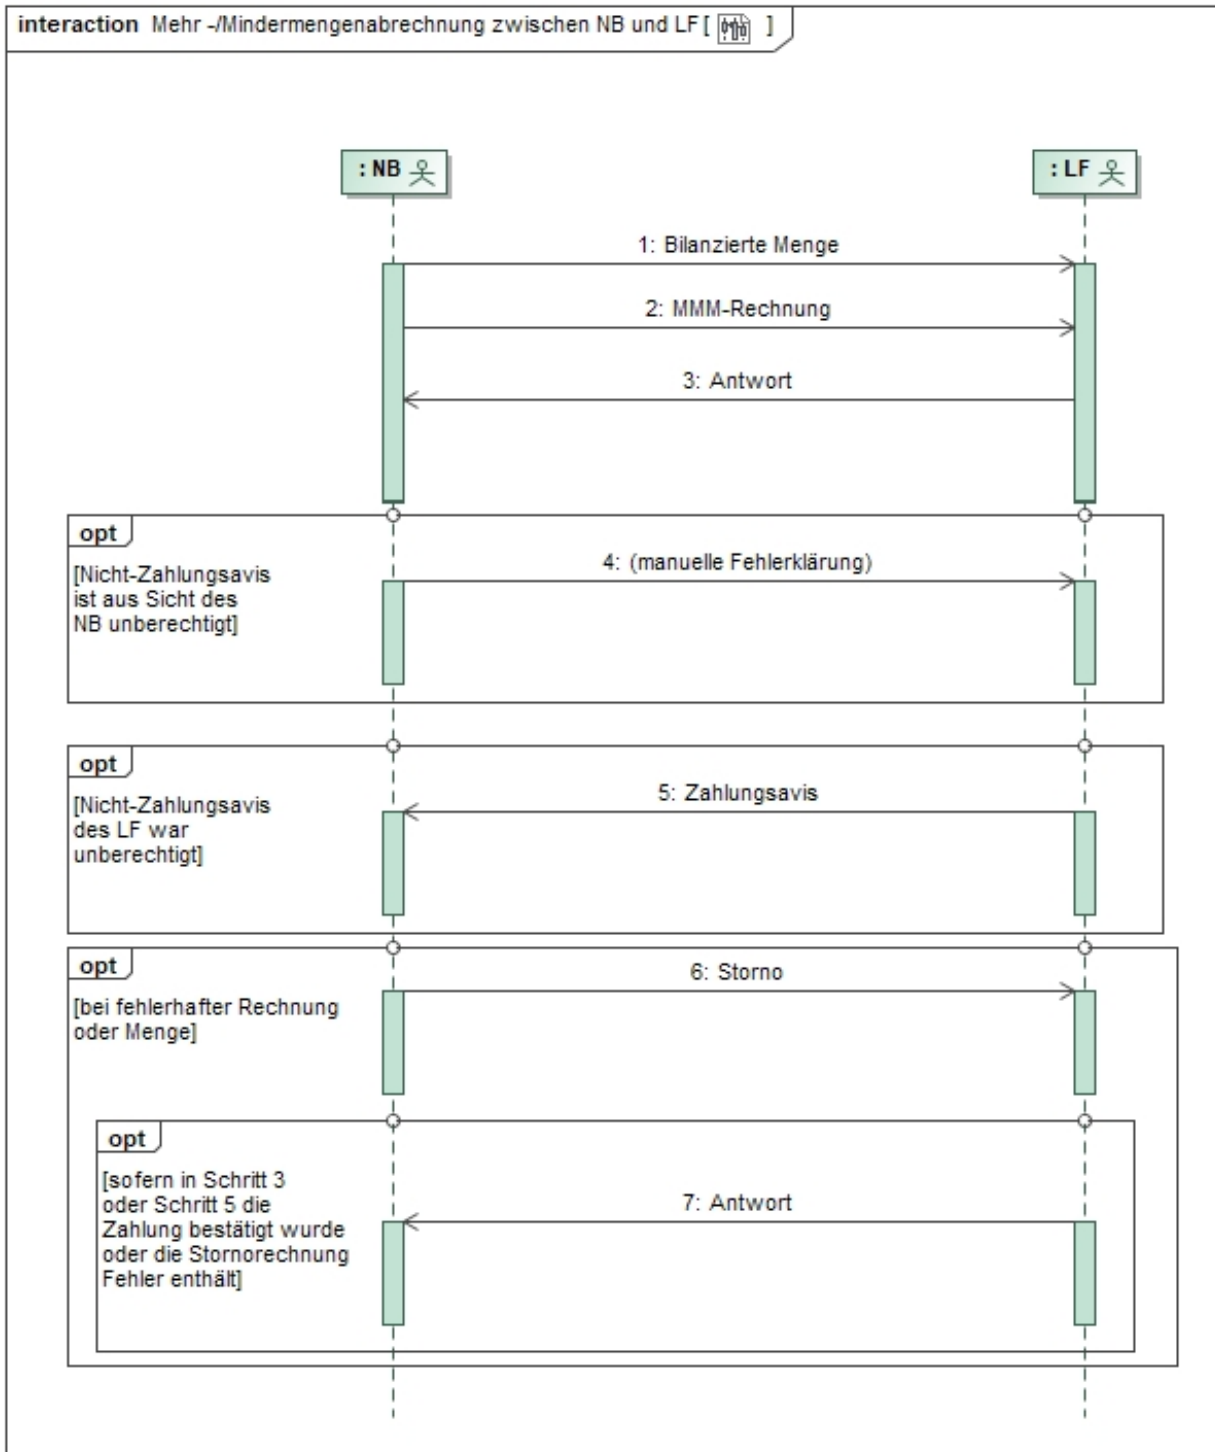 interaction Mehr -/Mindermengenabrechnung zwischen NB und LF [ ]
: NB
: LF
1: Bilanzierte Menge
2: MMM-Rechnung
3: Antwort
opt
4: (manuelle Fehlerklärung)
[Nicht-Zahlungsavis
ist aus Sicht des
NB unberechtigt]
opt
5: Zahlungsavis
[Nicht-Zahlungsavis
des LF war
unberechtigt]
opt
6: Storno
[bei fehlerhafter Rechnung
oder Menge]
opt
[sofern in Schritt 3
oder Schritt 5 die
Zahlung bestätigt wurde
oder die Stornorechnung
Fehler enthält]
7: Antwort